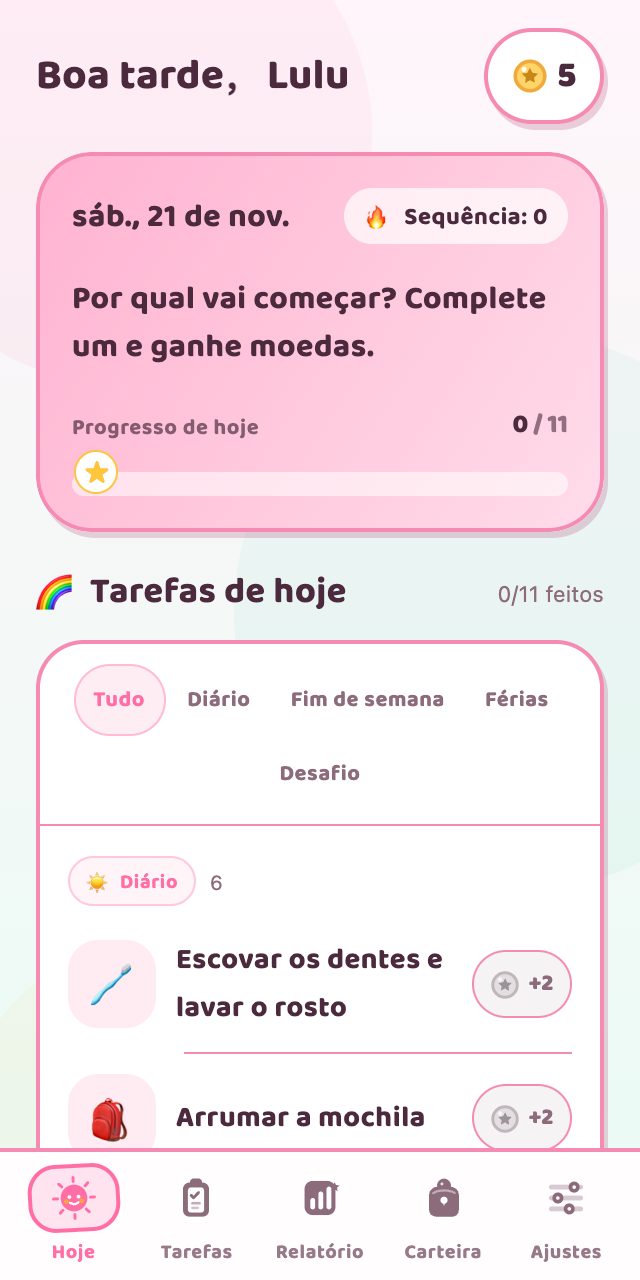 Boa tarde, Lulu
5
sáb., 21 de nov.
Sequência: 0
Por qual vai começar? Complete
um e ganhe moedas.
Progresso de hoje
0 / 11
Tarefas de hoje
0/11 feitos
Tudo
Diário
Fim de semana
Férias
Desafio
Diário
6
Escovar os dentes e
lavar o rosto
+2
Arrumar a mochila
+2
Hoje
Tarefas
Relatório
Carteira
Ajustes